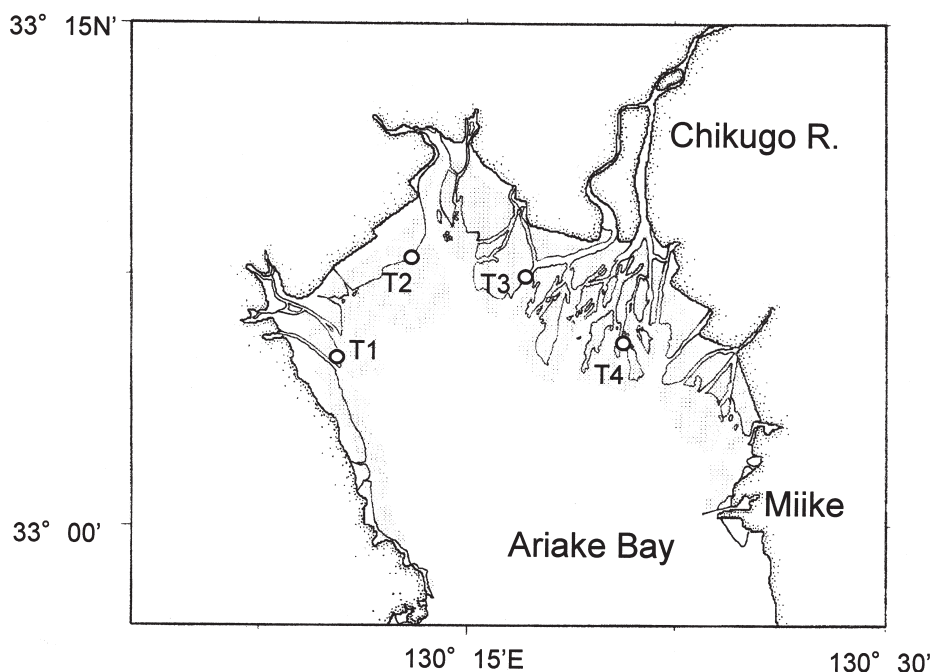 33° 15N'
Chikugo R.
T2
T3
T1
T4
Miike
33° 00'
Ariake Bay
130° 15'E
130° 30'